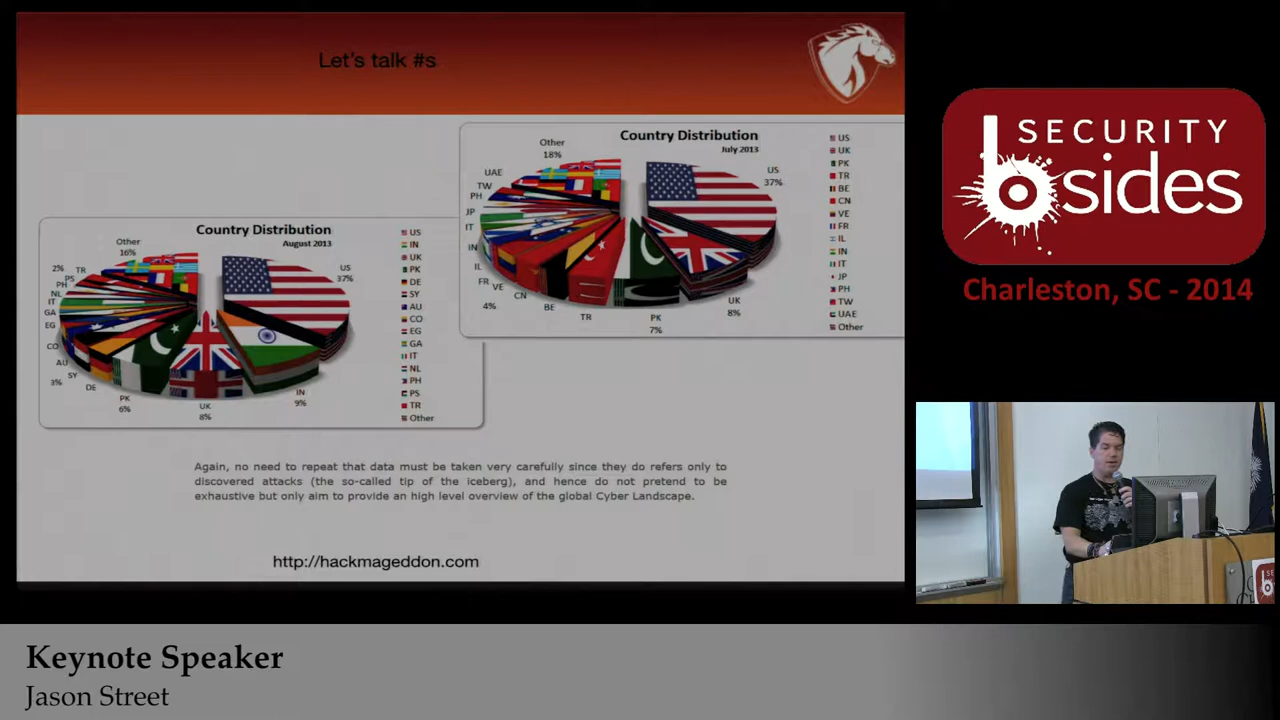 Let's talk #s
Country Distribution
July 2013
Other
18%
UAE
TW
PH
JP
IT
IN
IL
FR
VE
4%
CN
BE
TR
PK
7%
UK
8%
US
37%
US
UK
PK
TR
BE
CN
VE
FR
IL
IN
IT
JP
PH
TW
UAE
Other
Country Distribution
August 2013
Other
16%
2%
TR
PS
PH
NL
IT
GA
EG
CO
AU
SY
3%
DE
PK
6%
UK
8%
IN
9%
US
37%
US
IN
UK
PK
DE
SY
AU
CO
EG
GA
IT
NL
PH
PS
TR
Other
Again, no need to repeat that data must be taken very carefully since they do refers only to
discovered attacks (the so-called tip of the iceberg), and hence do not pretend to be
exhaustive but only aim to provide an high level overview of the global Cyber Landscape.
http://hackmageddon.com
SECURITY
bsides
Charleston, SC - 2014
Keynote Speaker
Jason Street